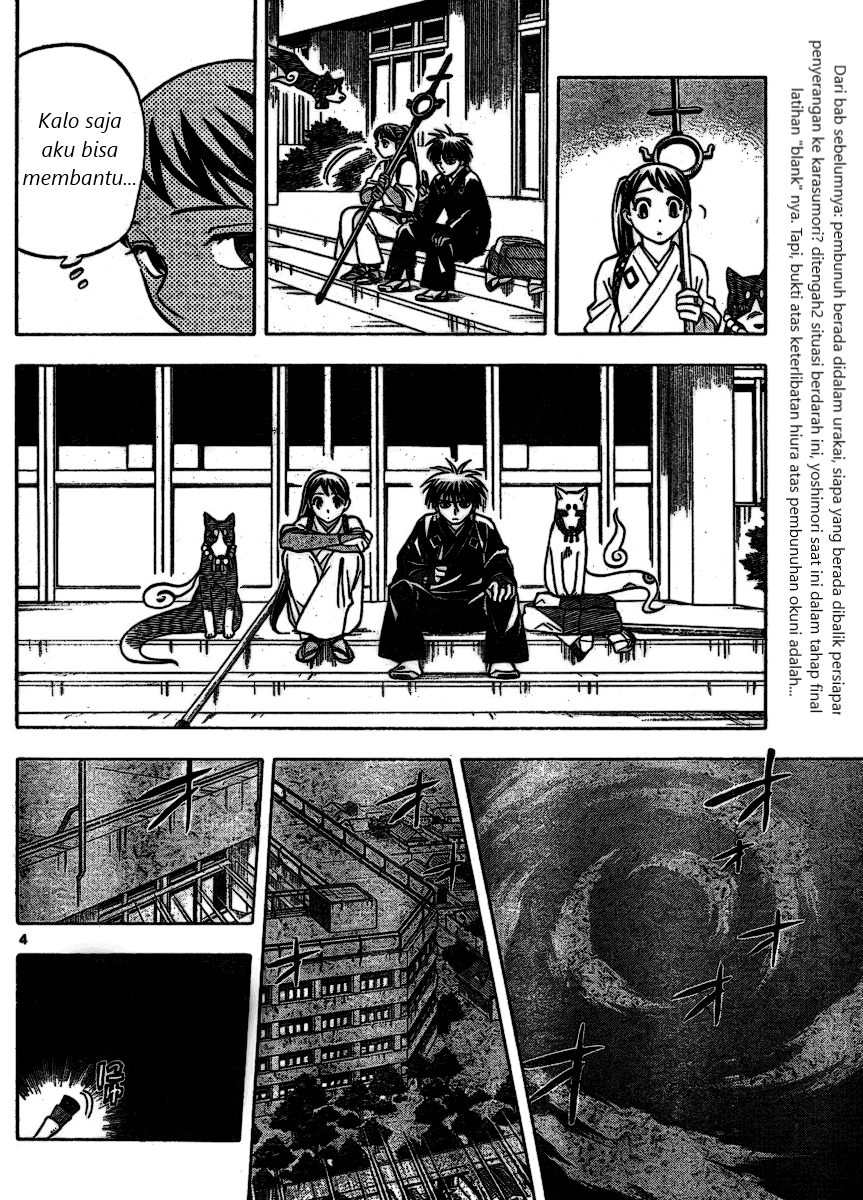 Dari bab sebelumnya: pembunuh berada didalam urakai, siapa yang berada dibalik persiapar
penyerangan ke karasumori? ditengah2 situasi berdarah ini, yoshimori saat ini dalam tahap final
latihan "blank" nya. Tapi, bukti atas keterlibatan hiura atas pembunuhan okuni adalah...
Kalo saja
aku bisa
membantu...
オ
オ
オ
オ
オ
オ
オ
オ
オ
4